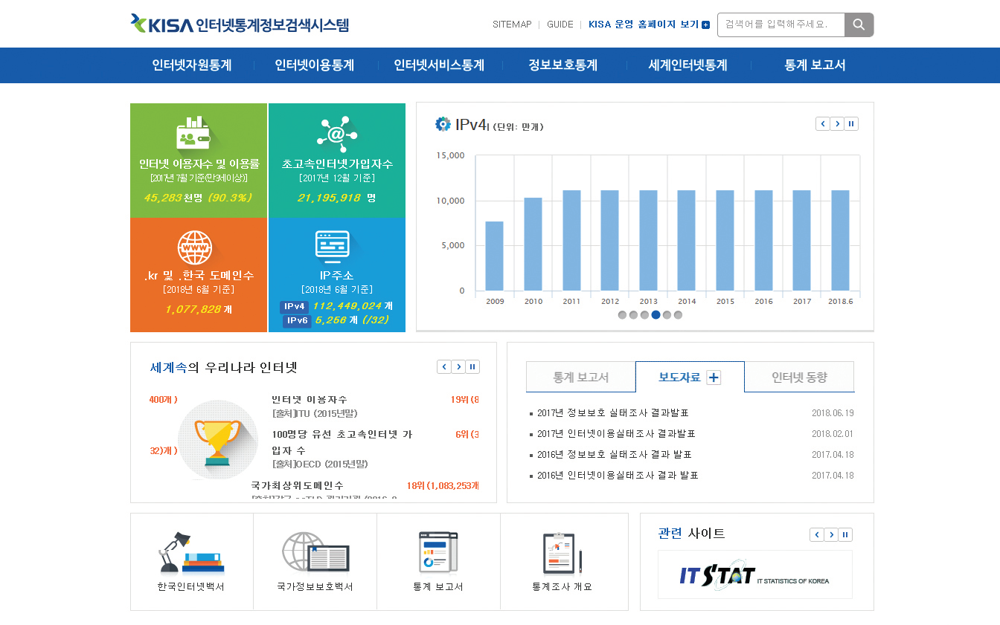 KISA 인터넷통계정보검색시스템
SITEMAP | GUIDE | KISA 운영 홈페이지 보기
검색어를 입력해주세요.
인터넷자원통계 인터넷이용통계 인터넷서비스통계 정보보호통계 세계인터넷통계 통계 보고서
인터넷 이용자수 및 이용률
[2017년 7월 기준(만3세이상)]
45,283 천명 (90.3%)
초고속인터넷가입자수
[2017년 12월 기준]
21,195,918 명
WWW
.kr 및 .한국 도메인수
[2018년 6월 기준]
1,077,828 개
IP주소
[2018년 6월 기준]
IPv4 112,449,024 개
IPv6 5,256 개 (/32)
IPv4 (단위: 만개)
15,000
10,000
5,000
0
2009 2010 2011 2012 2013 2014 2015 2016 2017 2018.6
세계속의 우리나라 인터넷
400개 )
32)개 )
인터넷 이용자수 19위 (8
[출처]ITU (2015년말)
100명당 유선 초고속인터넷 가 6위 (3
입자 수
[출처]OECD (2015년말)
국가최상위도메인수 18위 (1,083,253개
통계 보고서 보도자료 + 인터넷 동향
2017년 정보보호 실태조사 결과발표 2018.06.19
2017년 인터넷이용실태조사 결과발표 2018.02.01
2016년 정보보호 실태조사 결과 발표 2017.04.18
2016년 인터넷이용실태조사 결과 발표 2017.04.18
한국인터넷백서
국가정보보호백서
통계 보고서
통계조사 개요
관련 사이트
IT STAT IT STATISTICS OF KOREA